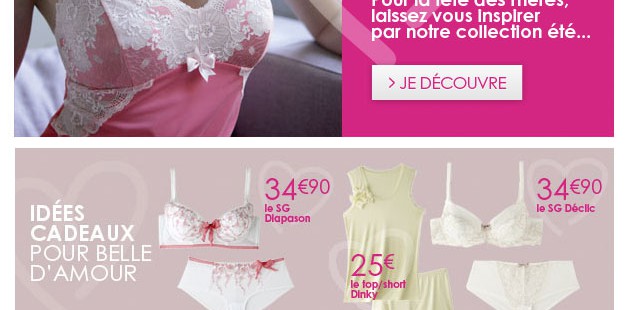 Pour la fête des mères,
laissez vous inspirer
par notre collection été...
> JE DÉCOUVRE
IDÉES
CADEAUX
POUR BELLE
D'AMOUR
34€90
le SG
Diapason
25€
le top/short
Dinky
34€90
le SG Déclic